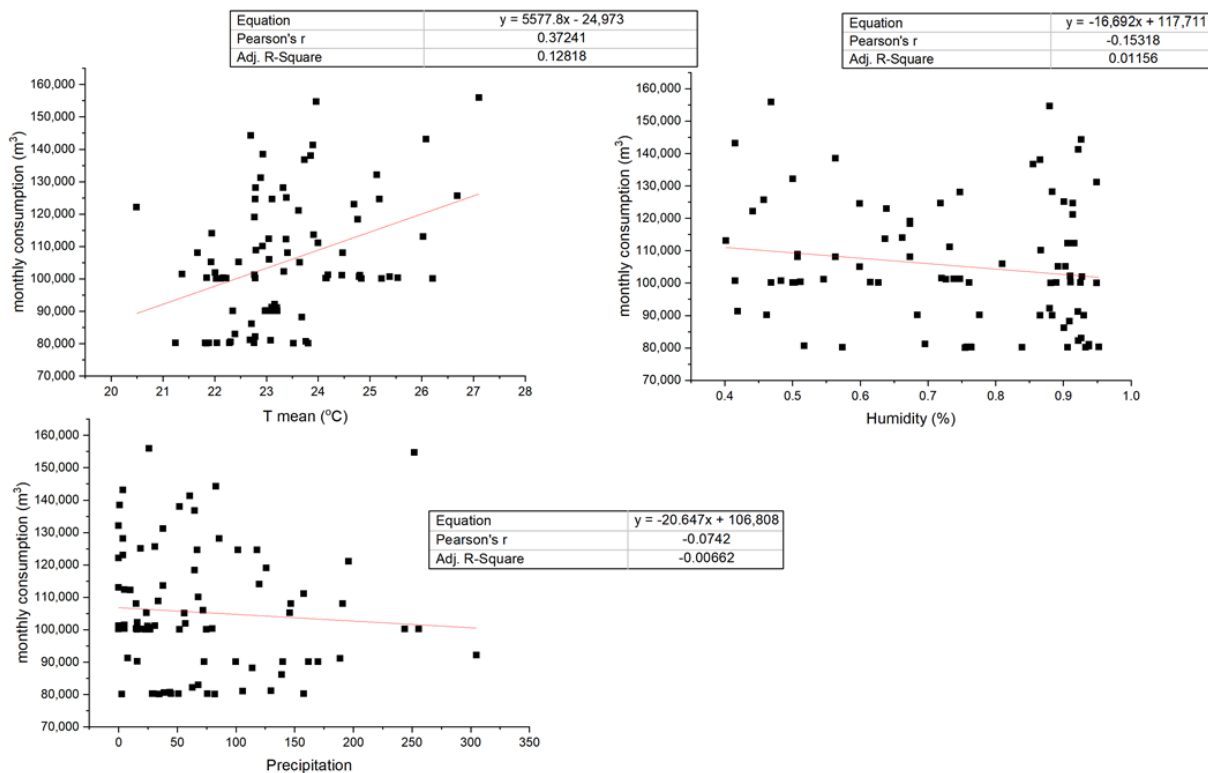 Equation y = 5577.8x - 24,973
Pearson's r 0.37241
Adj. R-Square 0.12818
160,000
150,000
140,000
130,000
120,000
110,000
100,000
90,000
80,000
70,000
monthly consumption (m³)
20 21 22 23 24 25 26 27 28
T mean (°C)
Equation y = -16,692x + 117,711
Pearson's r -0.15318
Adj. R-Square 0.01156
160,000
150,000
140,000
130,000
120,000
110,000
100,000
90,000
80,000
70,000
monthly consumption (m³)
0.4 0.5 0.6 0.7 0.8 0.9 1.0
Humidity (%)
160,000
150,000
140,000
130,000
120,000
110,000
100,000
90,000
80,000
70,000
monthly consumption (m³)
Equation y = -20.647x + 106,808
Pearson's r -0.0742
Adj. R-Square -0.00662
0 50 100 150 200 250 300 350
Precipitation